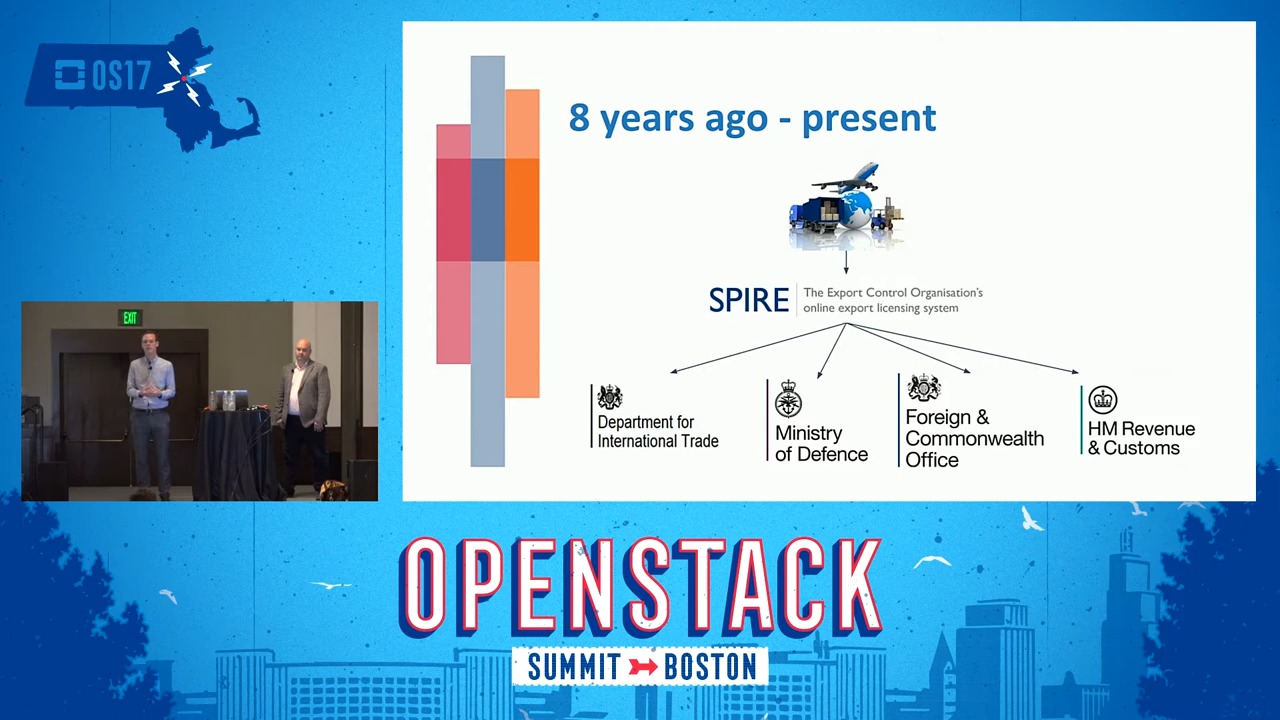 OS17
8 years ago - present
SPIRE
The Export Control Organisation's
online export licensing system
Department for
International Trade
Ministry
of Defence
Foreign &
Commonwealth
Office
HM Revenue
& Customs
EXIT
OPENSTACK
SUMMIT BOSTON